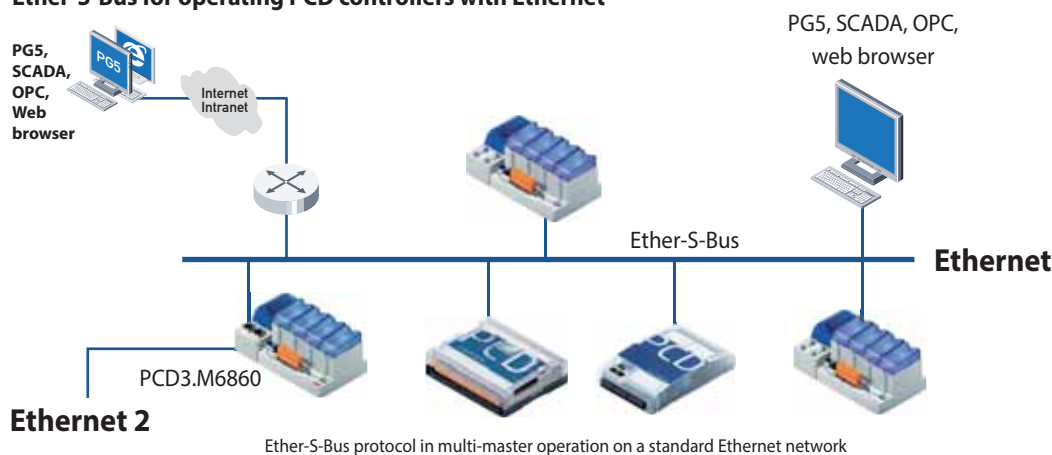 Ether-S-Bus for operating PCD controllers with Ethernet
PG5, SCADA, OPC,
web browser
PG5,
SCADA,
OPC,
Web
browser
PG5
Internet
Intranet
Ether-S-Bus
Ethernet
PCD
PCD
PCD3.M6860
Ethernet 2
Ether-S-Bus protocol in multi-master operation on a standard Ethernet network